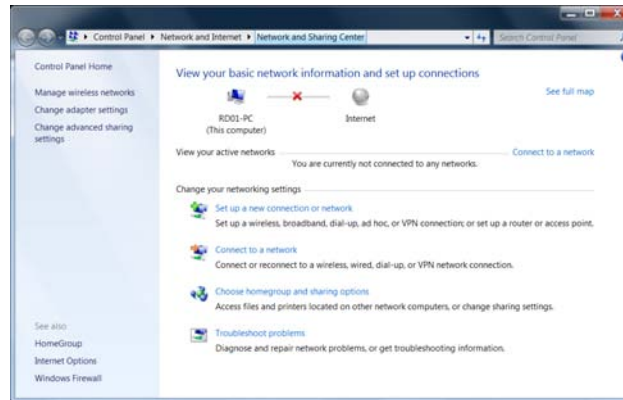 Control Panel ▸ Network and Internet ▸ Network and Sharing Center
Search Control Panel
Control Panel Home
Manage wireless networks
Change adapter settings
Change advanced sharing
settings
See also
HomeGroup
Internet Options
Windows Firewall
View your basic network information and set up connections
See full map
RD01-PC
(This computer)
Internet
View your active networks
Connect to a network
You are currently not connected to any networks.
Change your networking settings
Set up a new connection or network
Set up a wireless, broadband, dial-up, ad hoc, or VPN connection; or set up a router or access point.
Connect to a network
Connect or reconnect to a wireless, wired, dial-up, or VPN network connection.
Choose homegroup and sharing options
Access files and printers located on other network computers, or change sharing settings.
Troubleshoot problems
Diagnose and repair network problems, or get troubleshooting information.